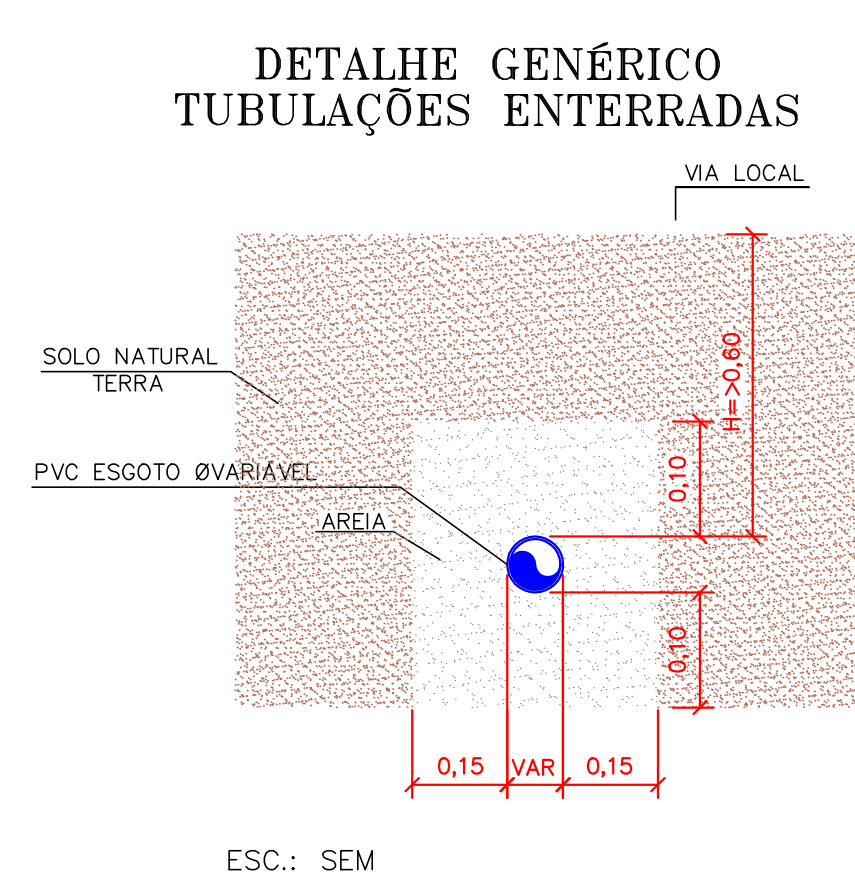 DETALHE GENÉRICO
TUBULAÇÕES ENTERRADAS
VIA LOCAL
H=>0,60
SOLO NATURAL
TERRA
0,10
PVC ESGOTO ØVARIÁVEL
AREIA
0,10
0,15 VAR 0,15
ESC.: SEM